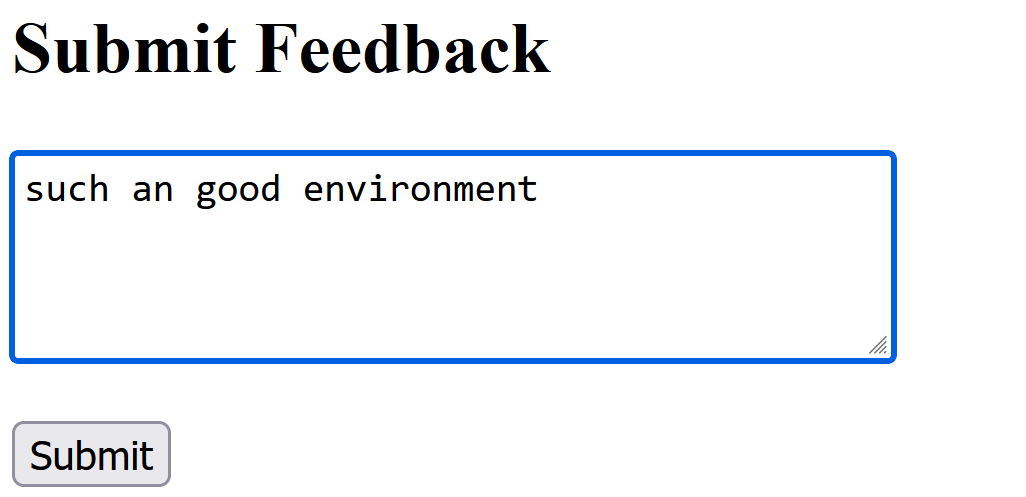 Submit Feedback
such an good environment
Submit